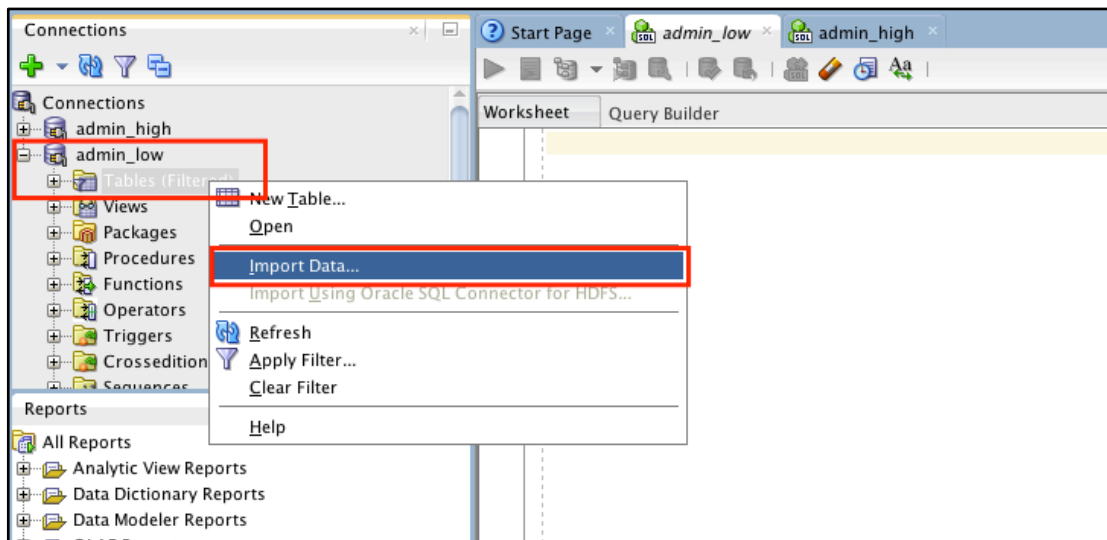 Connections
Start Page
admin_low
admin_high
Connections
admin_high
admin_low
Tables (Filtered)
Views
Packages
Procedures
Functions
Operators
Triggers
Crossedition
Sequences
New Table...
Open
Import Data...
Import Using Oracle SQL Connector for HDFS...
Refresh
Apply Filter...
Clear Filter
Help
Worksheet
Query Builder
Reports
All Reports
Analytic View Reports
Data Dictionary Reports
Data Modeler Reports